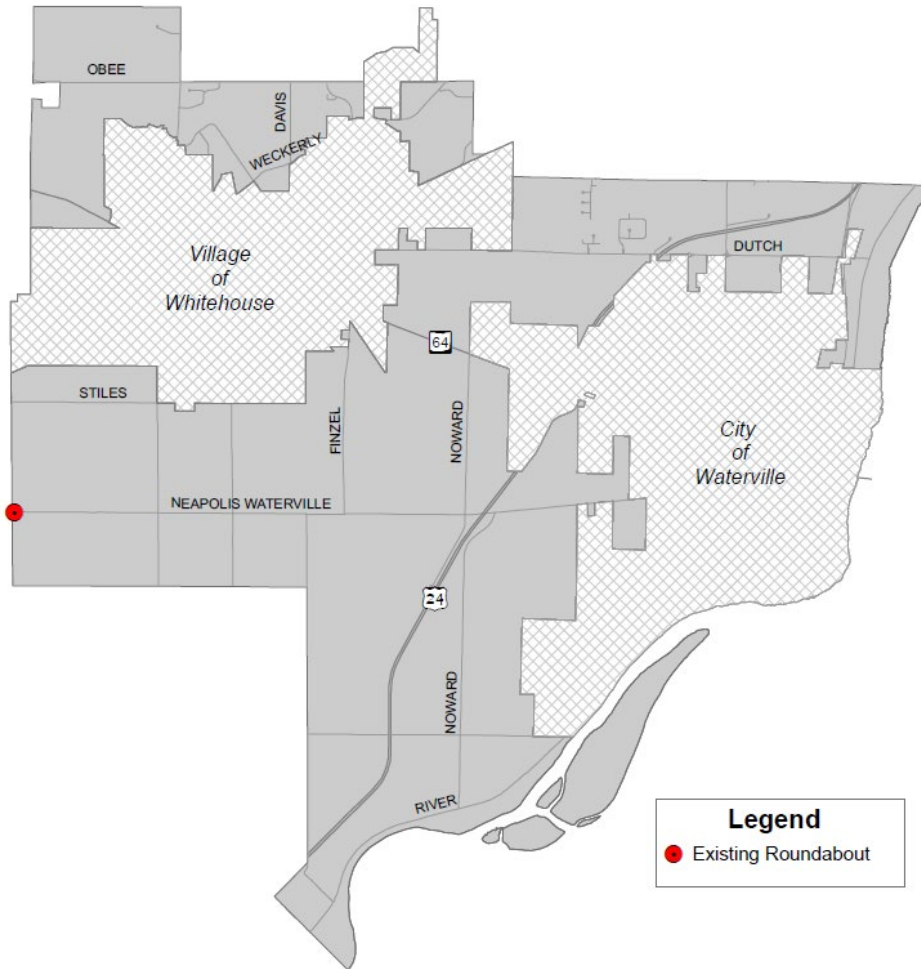 OBEE
DAVIS
WECKERLY
Village
of
Whitehouse
DUTCH
64
STILES
FINZEL
NOWARD
City
of
Waterville
NEAPOLIS WATERVILLE
24
NOWARD
RIVER
Legend
Existing Roundabout